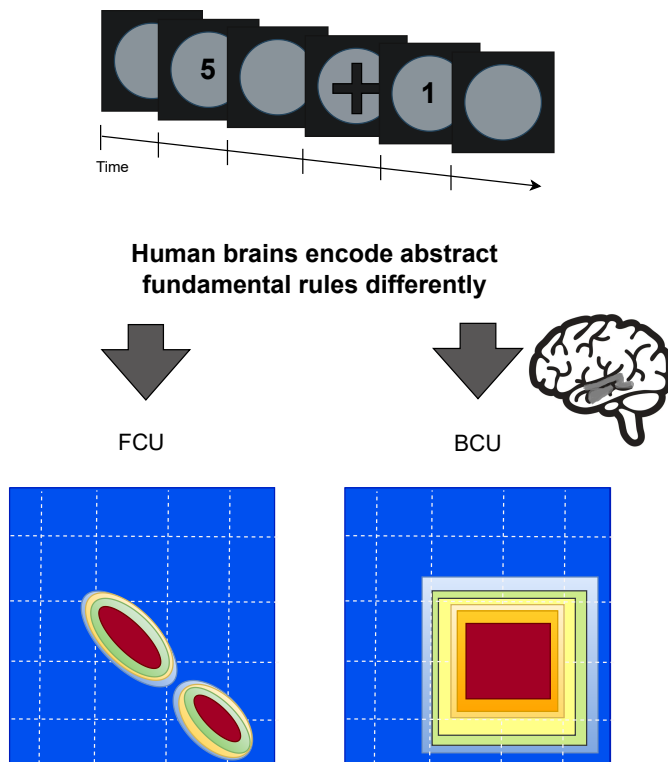 5
1
Time
Human brains encode abstract
fundamental rules differently
FCU
BCU